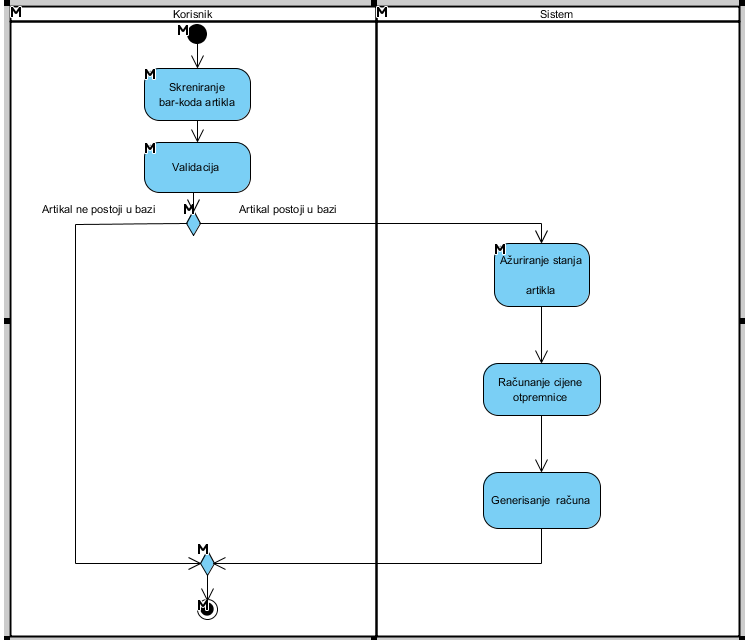 Korisnik
Sistem
Skreniranje
bar-koda artikla
Validacija
Artikal ne postoji u bazi
Artikal postoji u bazi
Ažuriranje stanja
artikla
Računanje cijene
otpremnice
Generisanje računa